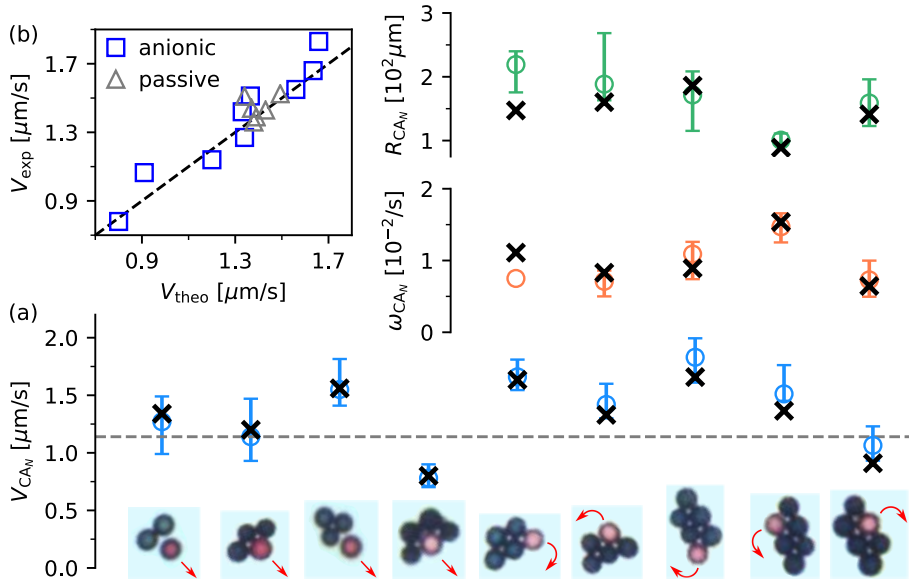 (b)
V_exp [μm/s]
1.7
1.3
0.9
anionic
passive
0.9 1.3 1.7
V_theo [μm/s]
R_CA_N [10²μm]
3
2
1
ω_CA_N [10⁻²/s]
2
1
0
(a)
V_CA_N [μm/s]
2.0
1.5
1.0
0.5
0.0